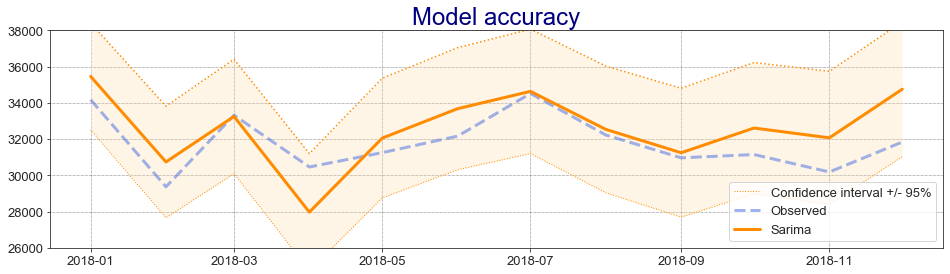 Model accuracy
38000
36000
34000
32000
30000
28000
26000
Confidence interval +/- 95%
Observed
Sarima
2018-01 2018-03 2018-05 2018-07 2018-09 2018-11